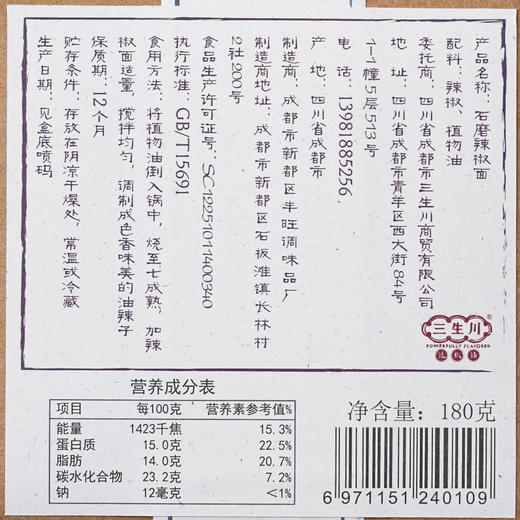 产品名称：石磨辣椒面
配料：辣椒、植物油
委托商：四川省成都市三生川商贸有限公司
地址：四川省成都市青羊区西大街84号
1-1幢5层513号
电话：13981885256
产地：四川省成都市
制造商：成都市新都区丰旺调味品厂
制造商地址：成都市新都区石板滩镇长林村
2社200号
食品生产许可证号：SC12251011400340
执行标准：GB/T15691
食用方法：将植物油倒入锅中，烧至七成熟，加辣
椒面适量，搅拌均匀，调制成色香味美的油辣子
保质期：12个月
贮存条件：存放在阴凉干燥处，常温或冷藏
生产日期：见盒底喷码
三生川
POWERFULLY FLAVORED
营养成分表
项目 每100克 营养素参考值%
能量 1423千焦 15.3%
蛋白质 15.0克 22.5%
脂肪 14.0克 20.7%
碳水化合物 23.2克 7.2%
钠 12毫克 <1%
净含量：180克
6 971151 240109